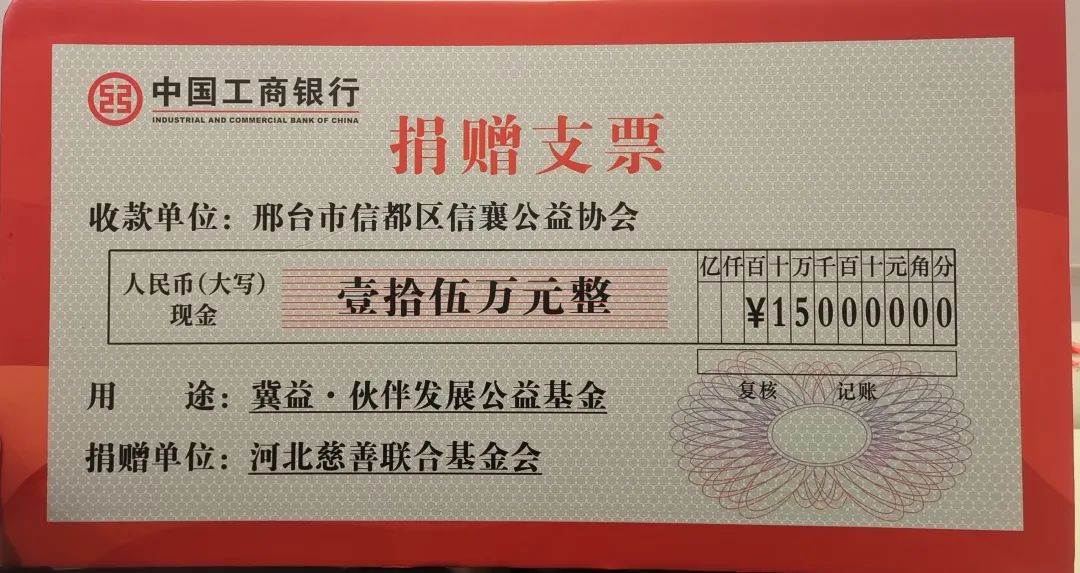 中国工商银行
INDUSTRIAL AND COMMERCIAL BANK OF CHINA
捐赠支票
收款单位：邢台市信都区信襄公益协会
人民币(大写)
现金
壹拾伍万元整
亿仟百十万千百十元角分
¥15000000
复核 记账
用途：冀益·伙伴发展公益基金
捐赠单位：河北慈善联合基金会